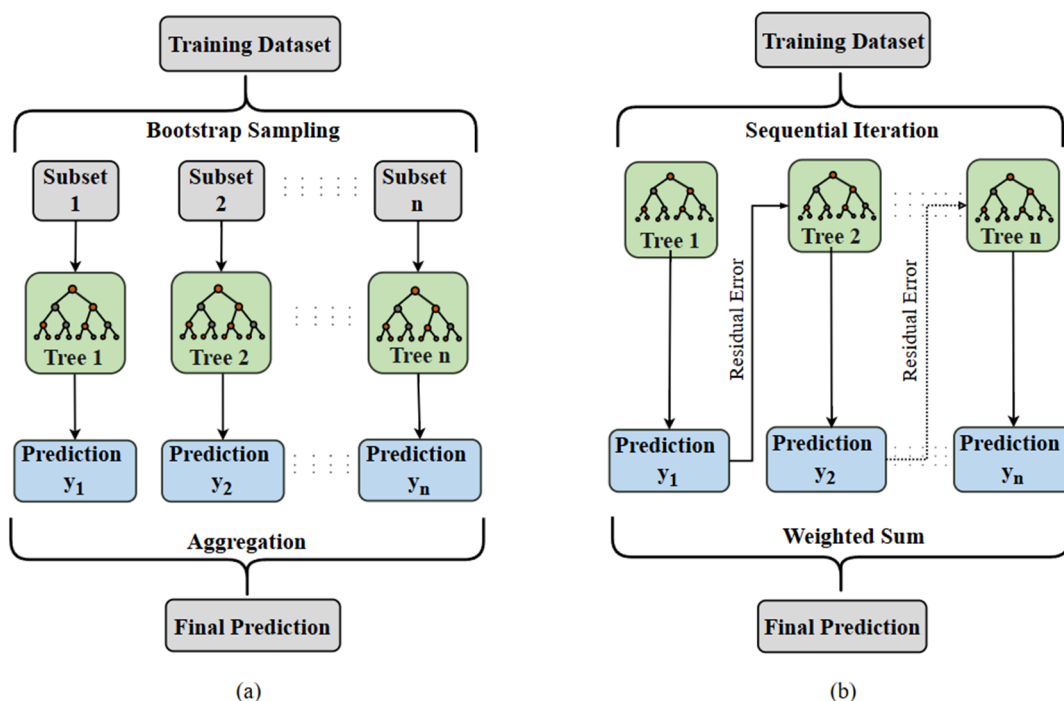 Training Dataset
Bootstrap Sampling
Subset
1
Subset
2
Subset
n
Tree 1
Tree 2
Tree n
Prediction
y1
Prediction
y2
Prediction
yn
Aggregation
Final Prediction
(a)
Training Dataset
Sequential Iteration
Tree 1
Residual Error
Tree 2
Residual Error
Tree n
Prediction
y1
Prediction
y2
Prediction
yn
Weighted Sum
Final Prediction
(b)